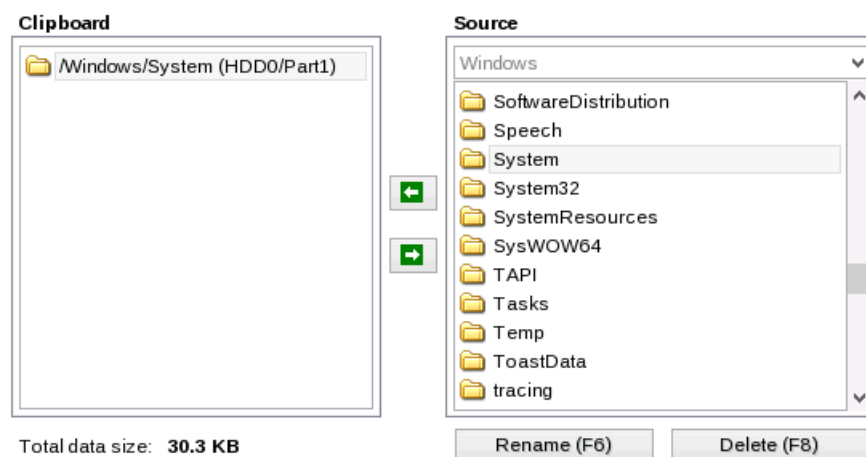 Clipboard
/Windows/System (HDD0/Part1)
Total data size: 30.3 KB
Source
Windows
SoftwareDistribution
Speech
System
System32
SystemResources
SysWOW64
TAPI
Tasks
Temp
ToastData
tracing
Rename (F6)
Delete (F8)